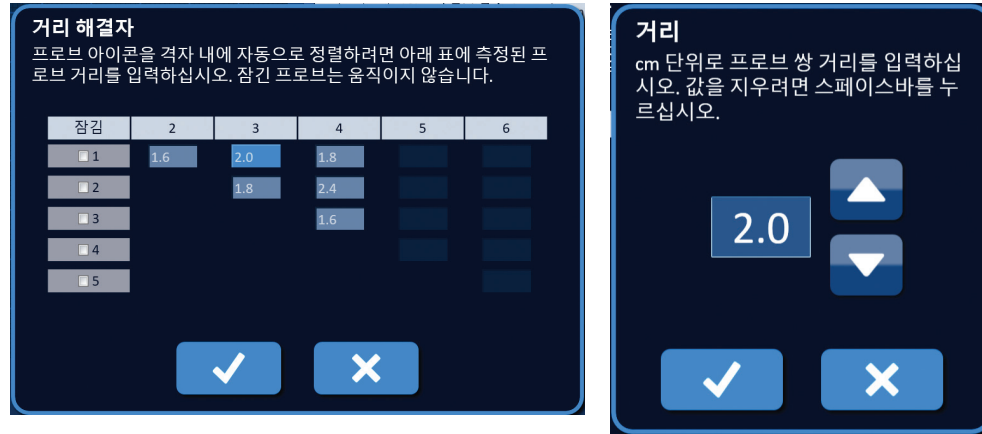 거리 해결자
프로브 아이콘을 격자 내에 자동으로 정렬하려면 아래 표에 측정된 프
로브 거리를 입력하십시오. 잠긴 프로브는 움직이지 않습니다.
잠김 2 3 4 5 6
1 1.6 2.0 1.8
2 1.8 2.4
3 1.6
4
5
거리
cm 단위로 프로브 쌍 거리를 입력하십
시오. 값을 지우려면 스페이스바를 누
르십시오.
2.0